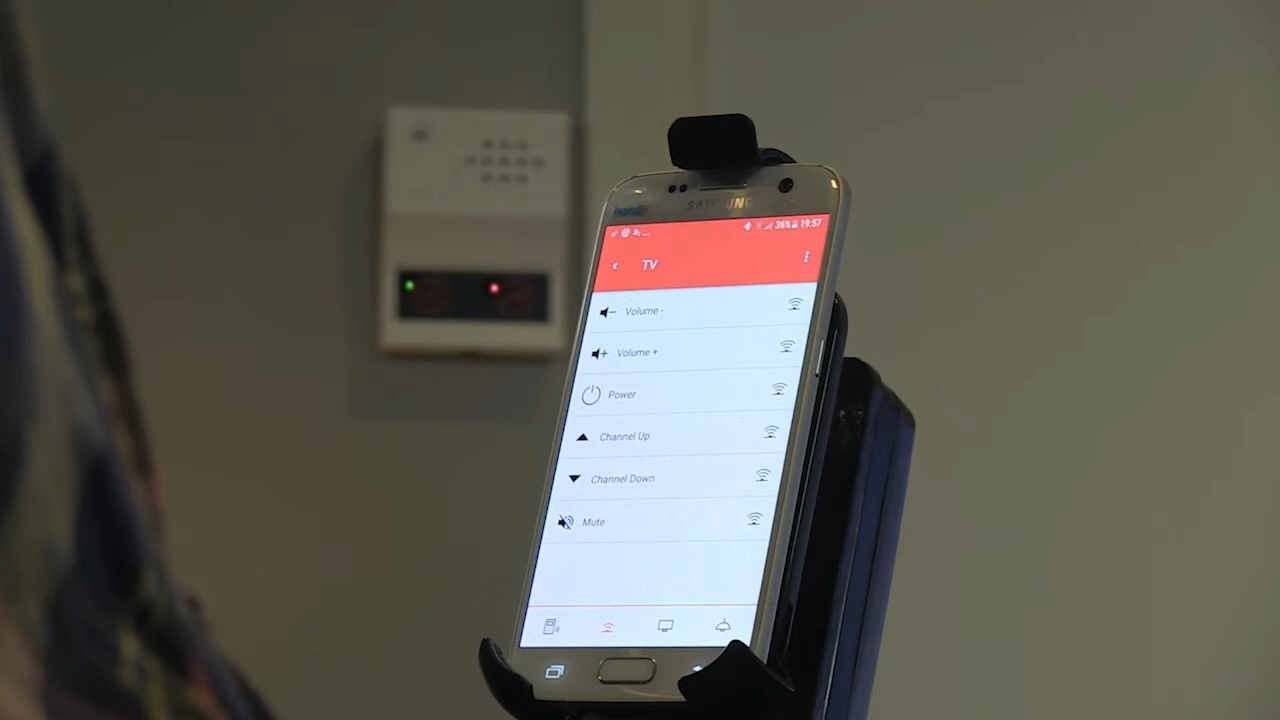 SAMSUNG
36% 19:57
TV
Volume -
Volume +
Power
Channel Up
Channel Down
Mute